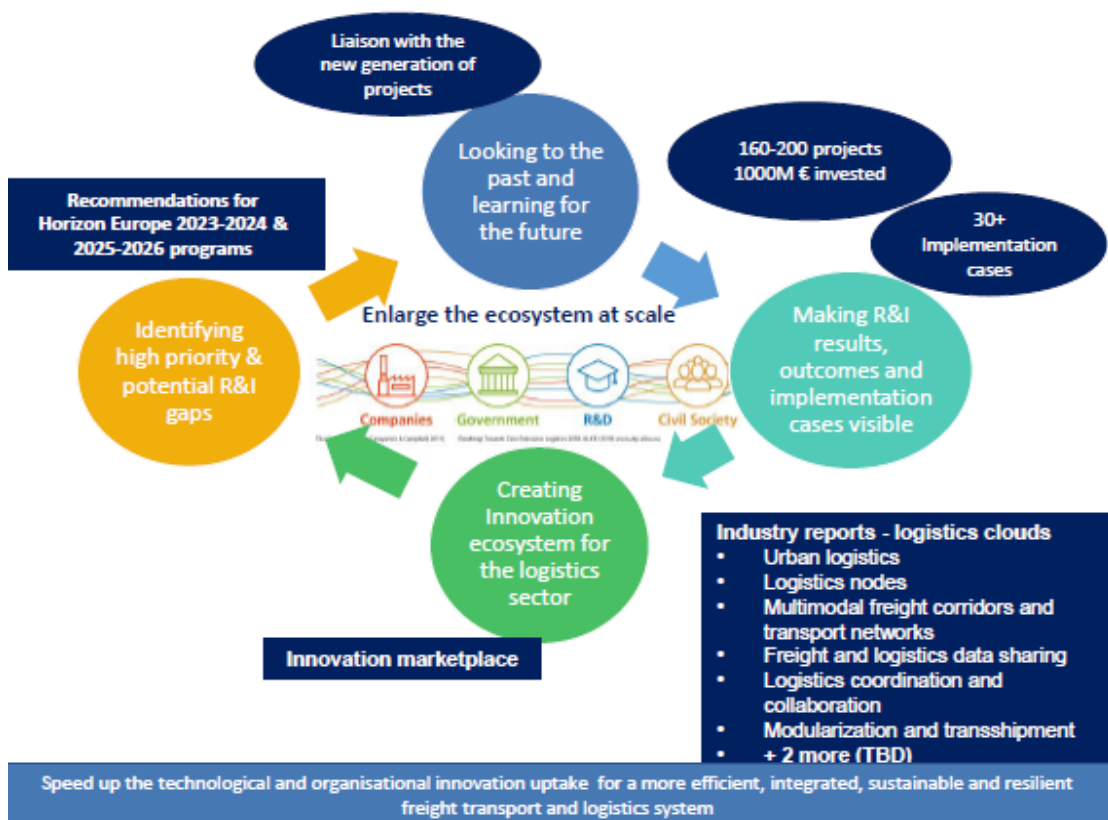 Liaison with the
new generation of
projects
Looking to the
past and
learning for
the future
160-200 projects
1000M € invested
30+
Implementation
cases
Recommendations for
Horizon Europe 2023-2024 &
2025-2026 programs
Identifying
high priority &
potential R&I
gaps
Enlarge the ecosystem at scale
Companies
Government
R&D
Civil Society
Making R&I
results,
outcomes and
implementation
cases visible
Creating
Innovation
ecosystem for
the logistics
sector
Innovation marketplace
Industry reports - logistics clouds
• Urban logistics
• Logistics nodes
• Multimodal freight corridors and
transport networks
• Freight and logistics data sharing
• Logistics coordination and
collaboration
• Modularization and transshipment
• + 2 more (TBD)
Speed up the technological and organisational innovation uptake for a more efficient, integrated, sustainable and resilient
freight transport and logistics system